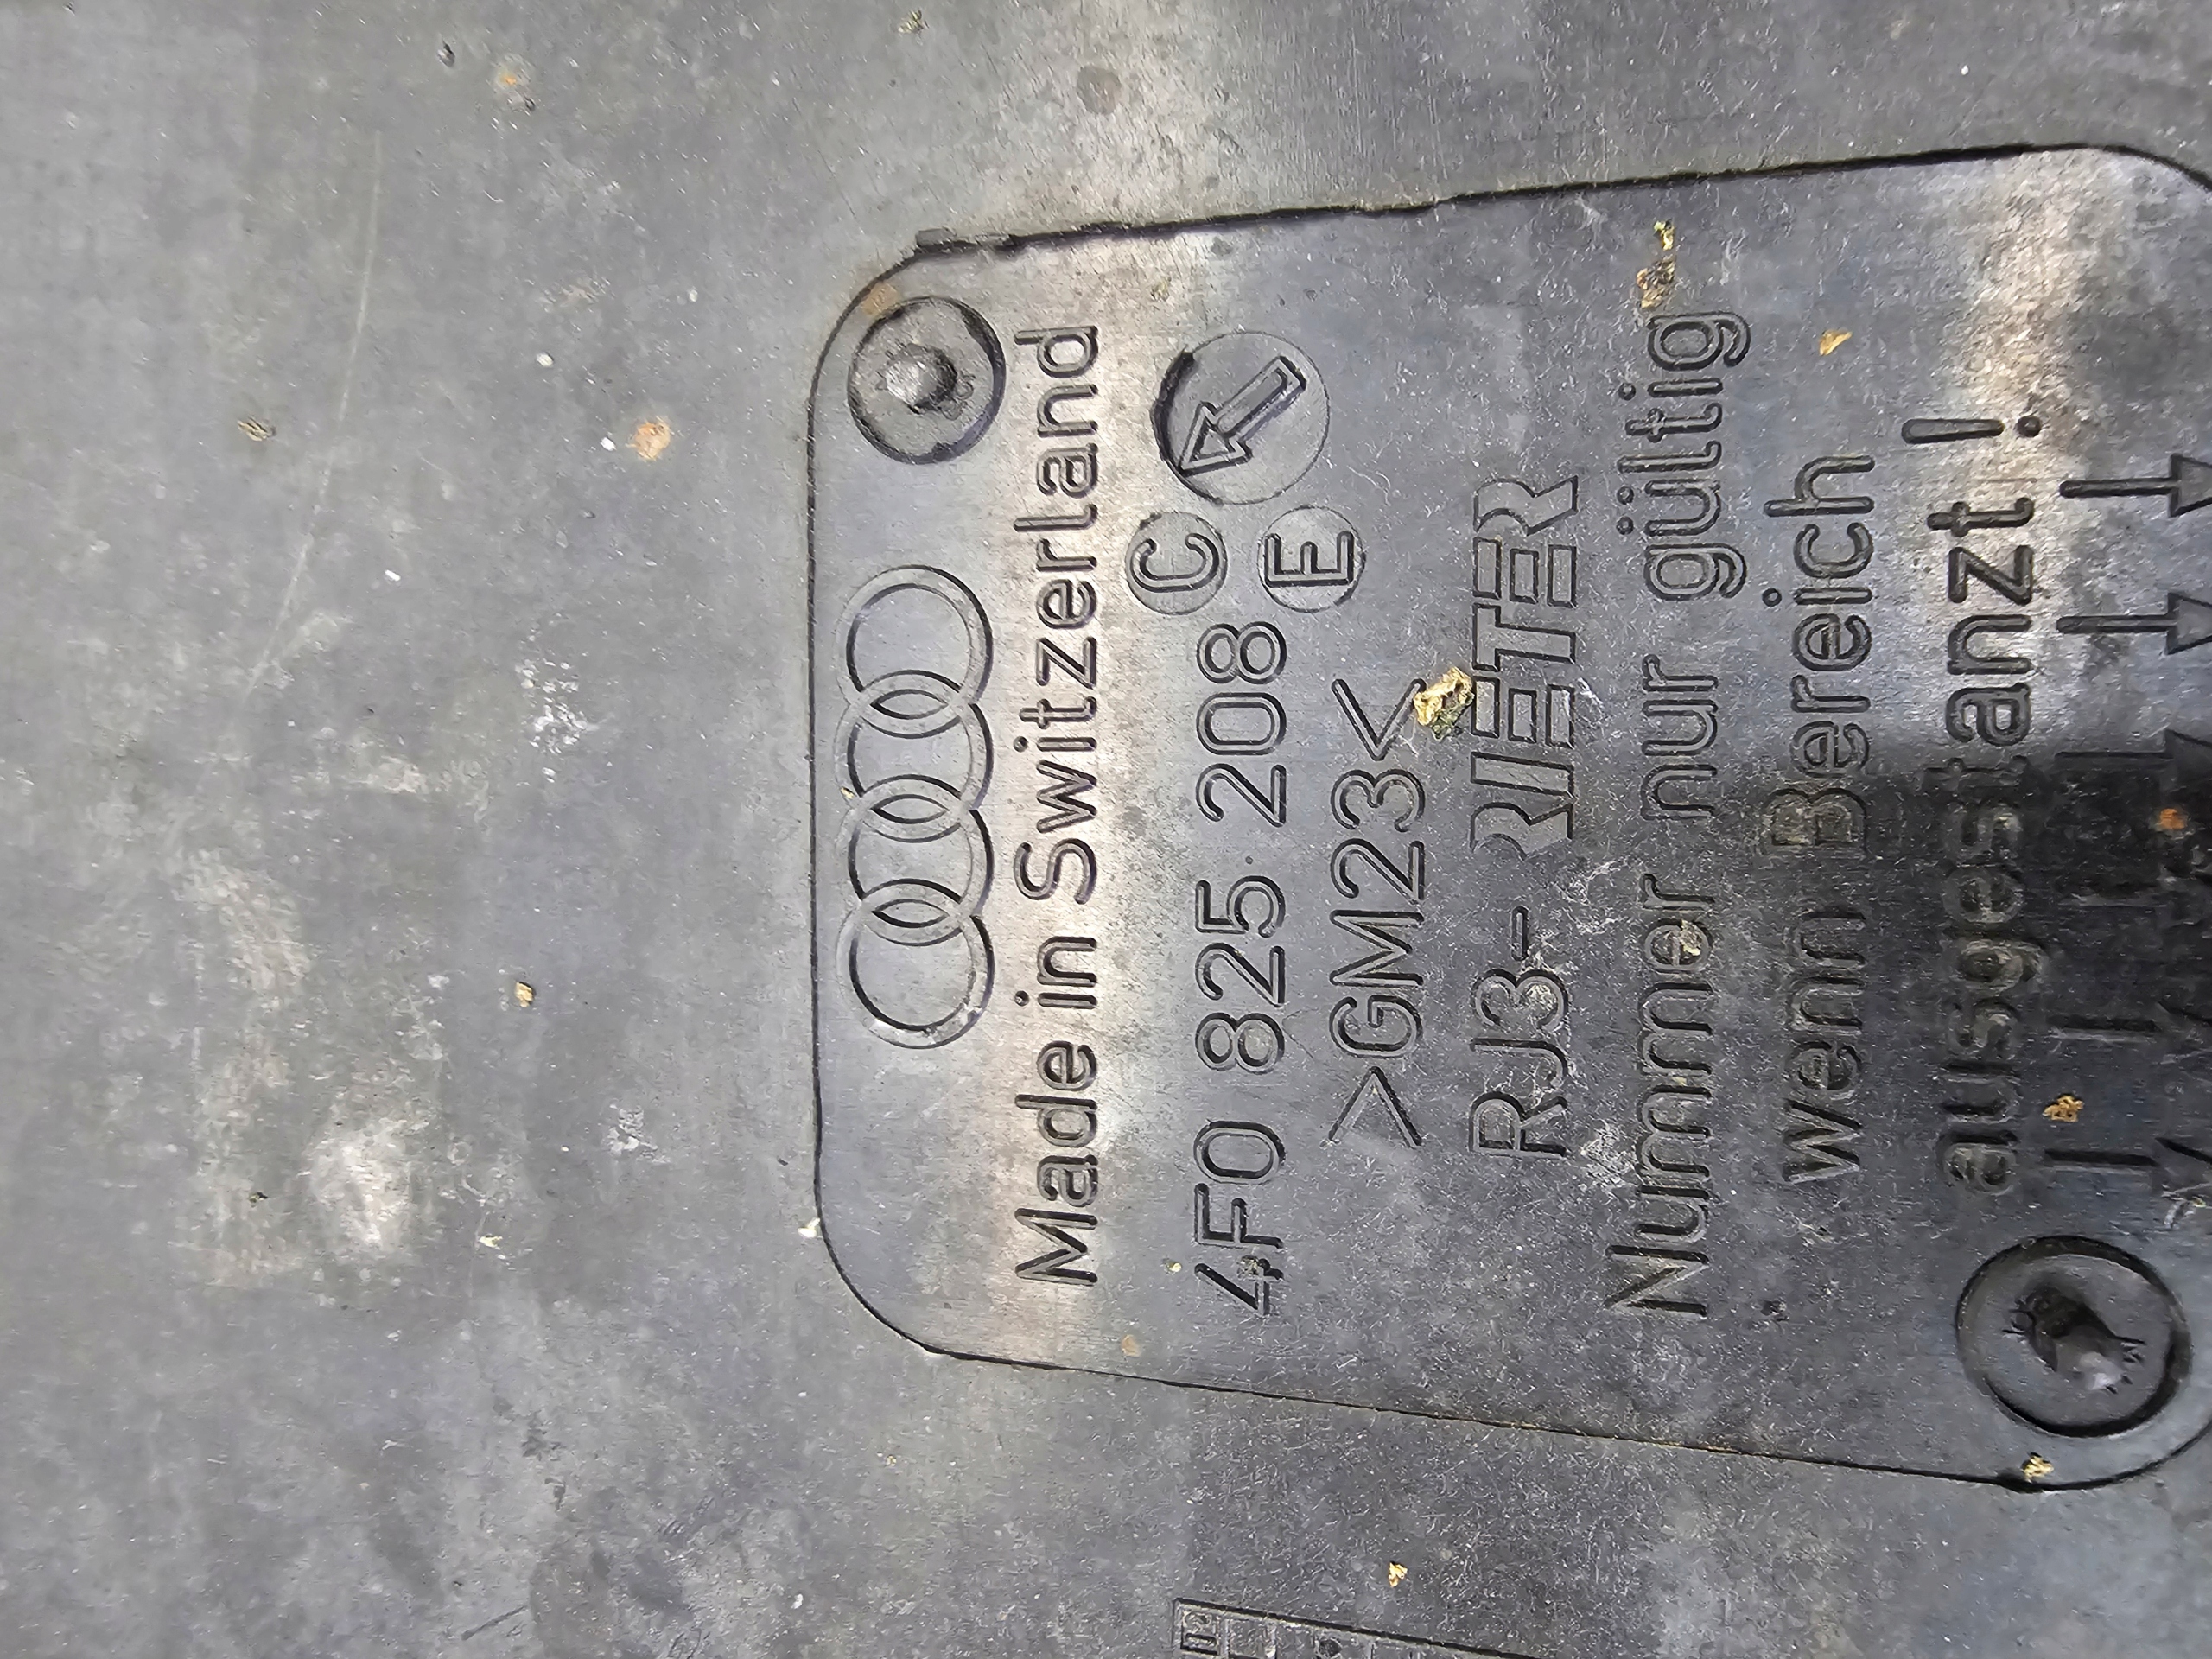 Made in Switzerland
4F0 825 208 C
E
>GM23<
RJ3- RIETER
Nummer nur gültig
wenn Bereich
ausgestanzt!